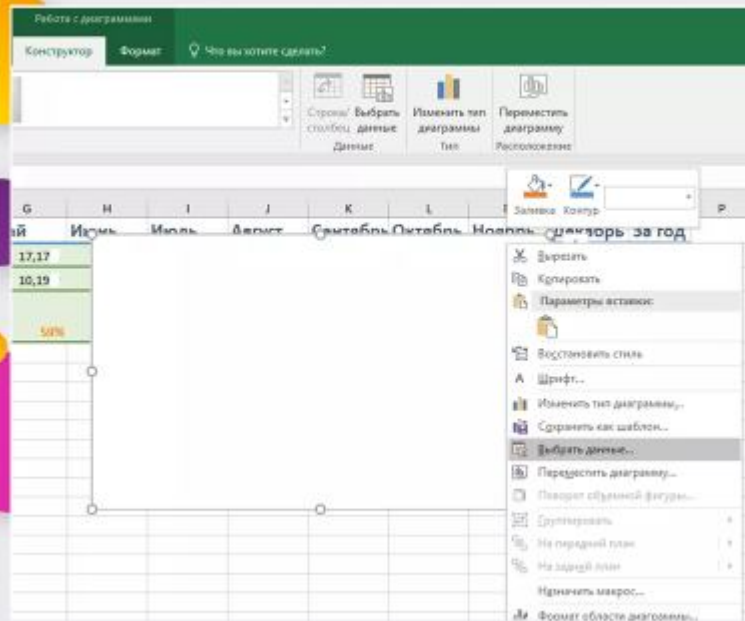 Работа с диаграммами
Конструктор Формат Что вы хотите сделать?
Строка/ столбец
Выбрать данные
Изменить тип диаграммы
Переместить диаграмму
Данные Тип Расположение
Заливка Контур
G H I J K L P
ай Июнь Июль Август Сентябрь Октябрь Ноябрь Декабрь За год
17,17
10,19
59%
Вырезать
Копировать
Параметры вставки:
Восстановить стиль
А Шрифт...
Изменить тип диаграммы...
Сохранить как шаблон...
Выбрать данные...
Переместить диаграмму...
Поворот объемной фигуры...
Группировать
На передний план
На задний план
Назначить макрос...
Формат области диаграммы...